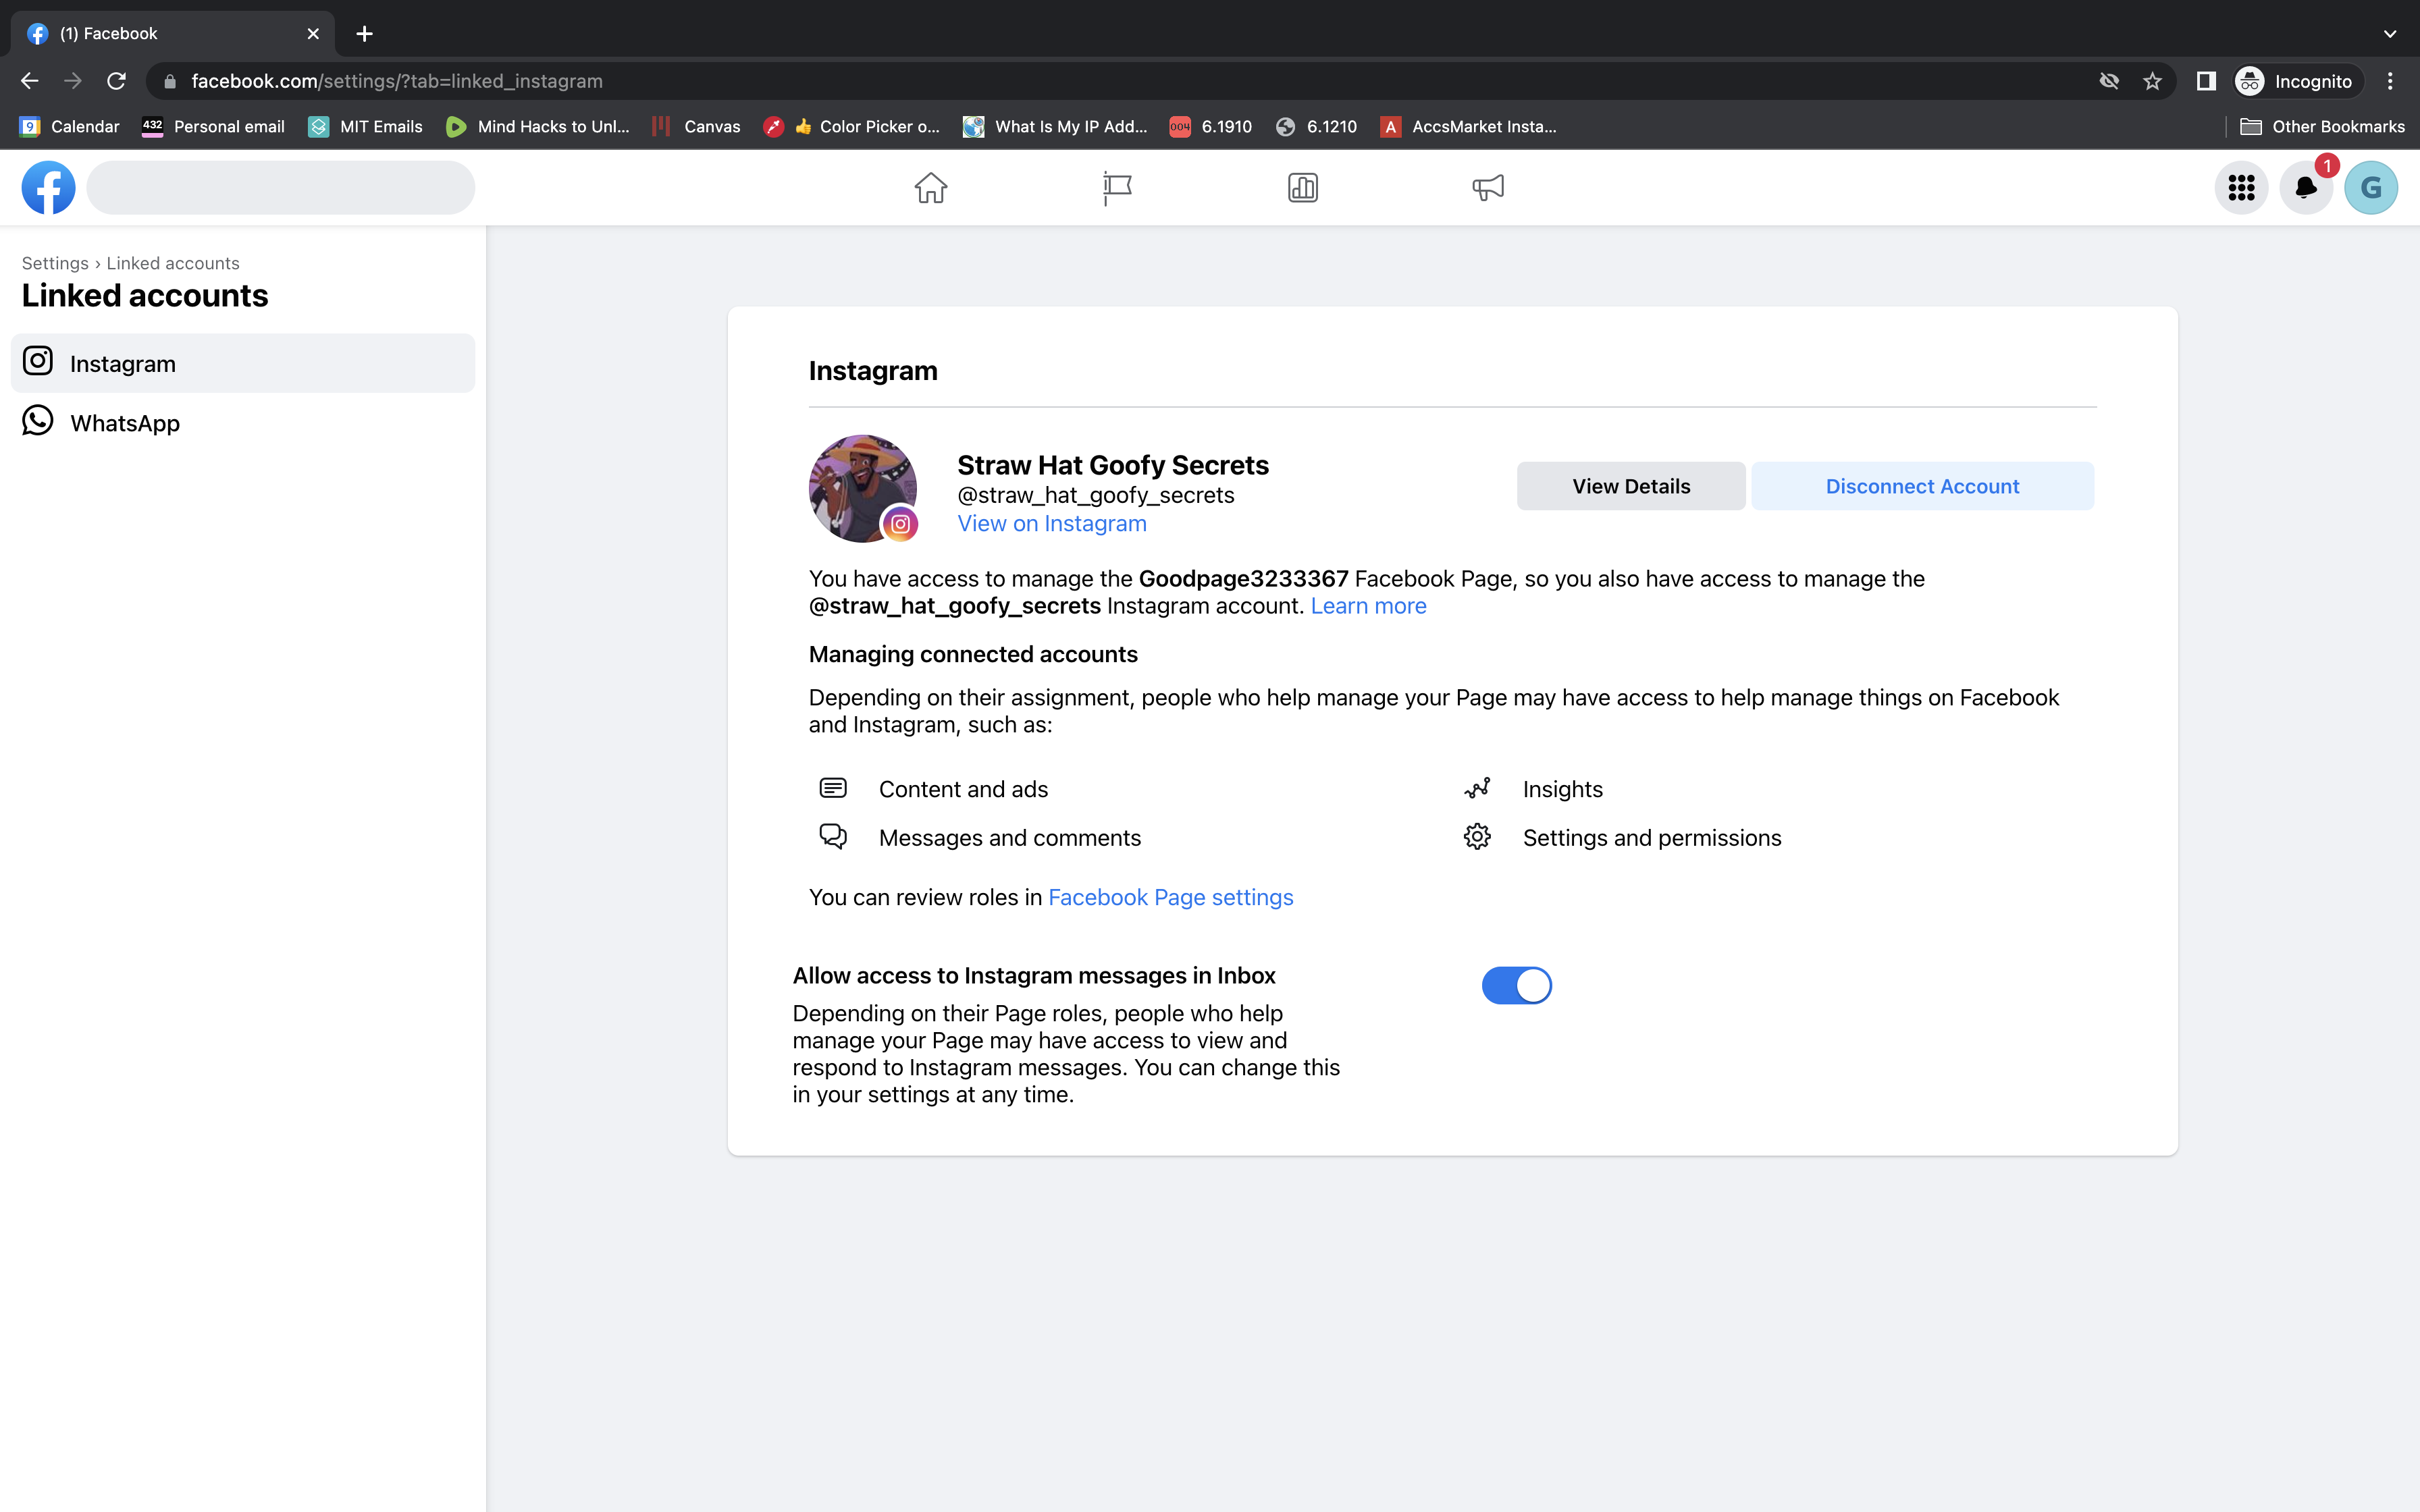 (1) Facebook
facebook.com/settings/?tab=linked_instagram
Incognito
9 Calendar
432 Personal email
MIT Emails
Mind Hacks to Unl...
Canvas
Color Picker o...
What Is My IP Add...
004 6.1910
6.1210
A AccsMarket Insta...
Other Bookmarks
1
G
Settings › Linked accounts
Linked accounts
Instagram
WhatsApp
Instagram
Straw Hat Goofy Secrets
@straw_hat_goofy_secrets
View on Instagram
View Details
Disconnect Account
You have access to manage the Goodpage3233367 Facebook Page, so you also have access to manage the
@straw_hat_goofy_secrets Instagram account. Learn more
Managing connected accounts
Depending on their assignment, people who help manage your Page may have access to help manage things on Facebook
and Instagram, such as:
Content and ads
Insights
Messages and comments
Settings and permissions
You can review roles in Facebook Page settings
Allow access to Instagram messages in Inbox
Depending on their Page roles, people who help
manage your Page may have access to view and
respond to Instagram messages. You can change this
in your settings at any time.